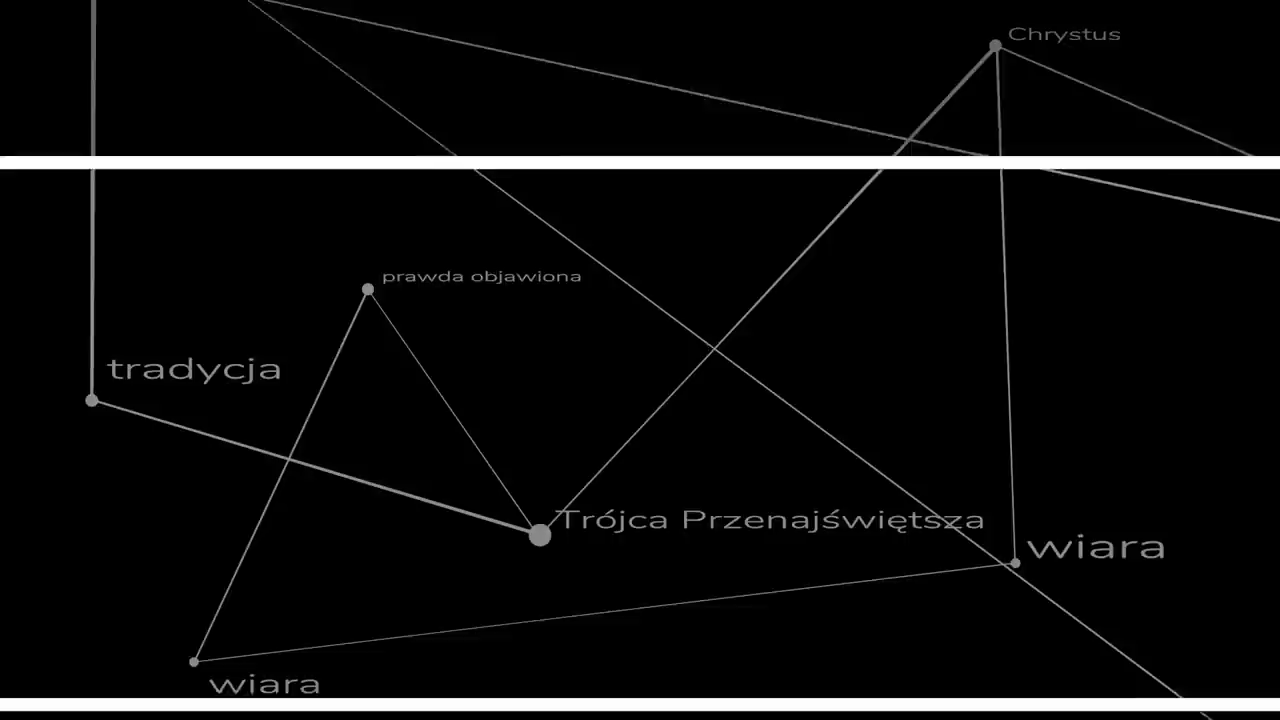 Chrystus
prawda objawiona
tradycja
Trójca Przenajświętsza
wiara
wiara